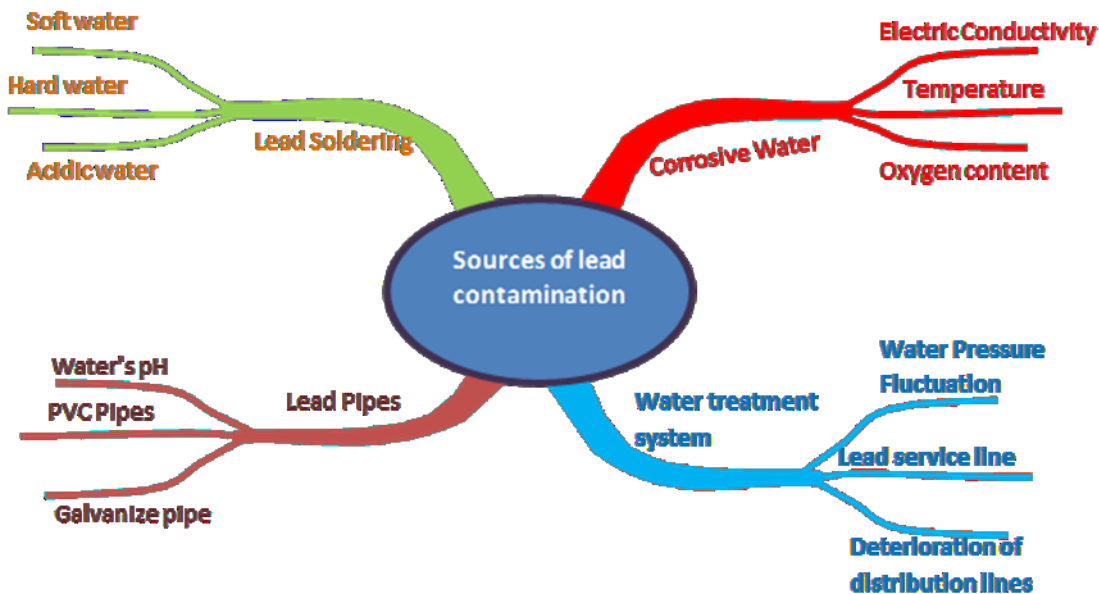 Soft water
Hard water
Acidic water
Lead Soldering
Electric Conductivity
Temperature
Oxygen content
Corrosive Water
Sources of lead
contamination
Water's pH
PVC Pipes
Galvanize pipe
Lead Pipes
Water treatment
system
Water Pressure
Fluctuation
Lead service line
Deterioration of
distribution lines